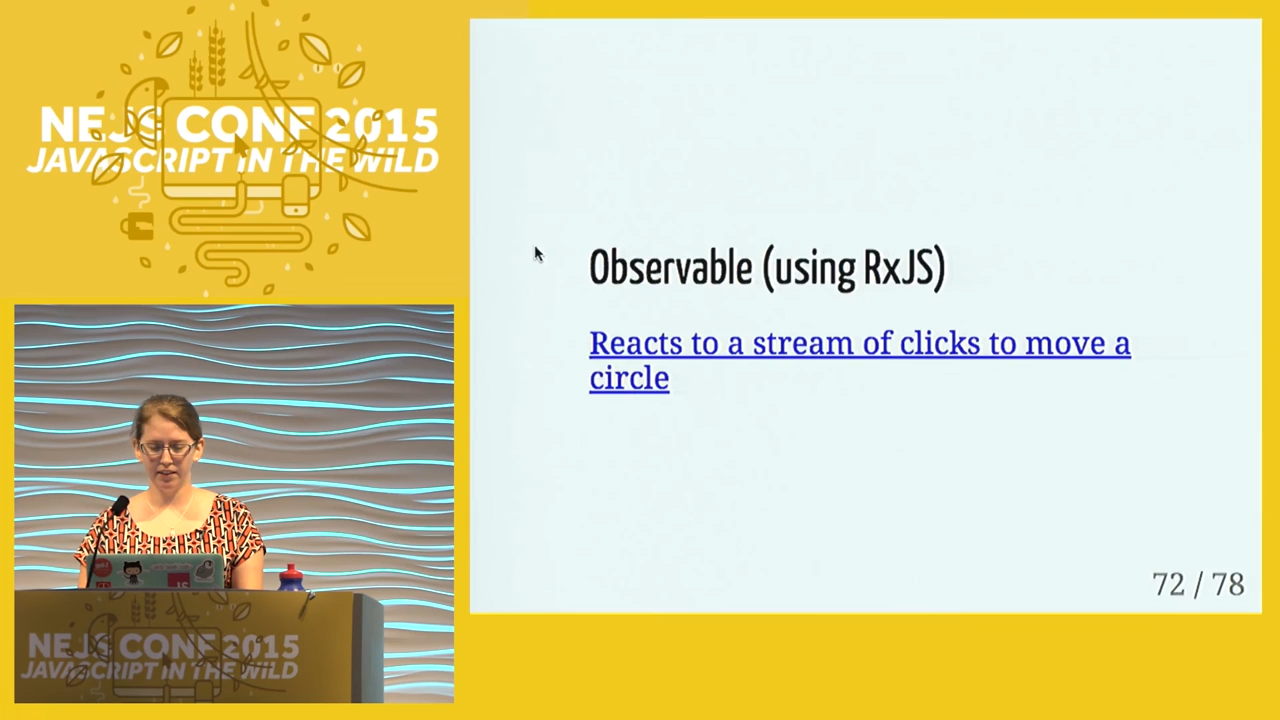 NEJS CONF 2015
JAVASCRIPT IN THE WILD
Observable (using RxJS)
Reacts to a stream of clicks to move a
circle
72 / 78
JS
NEJS CONF 2015
JAVASCRIPT IN THE WILD